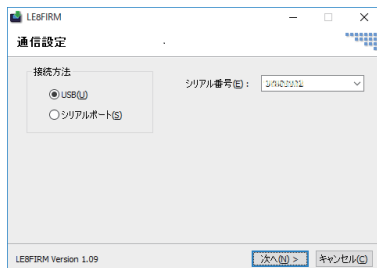 LE8FIRM
通信設定
接続方法
USB(U)
シリアルポート(S)
シリアル番号(E)：
LE8FIRM Version 1.09
次へ(N) >
キャンセル(C)